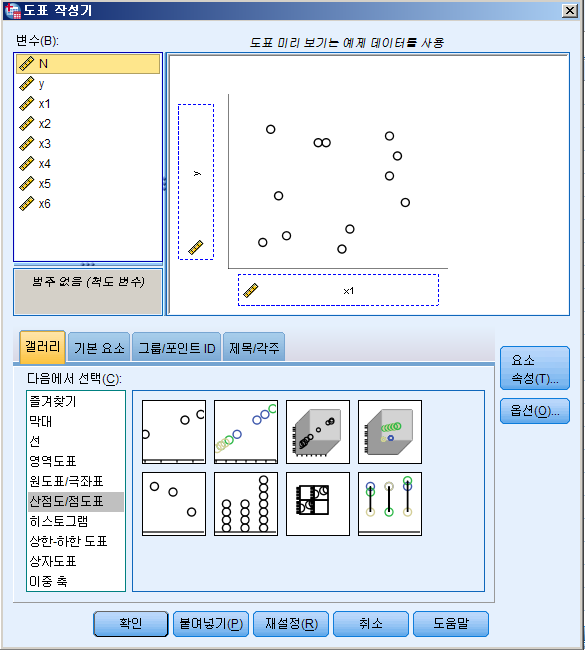 도표 작성기
변수(B):
도표 미리 보기는 예제 데이터를 사용
N
y
x1
x2
x3
x4
x5
x6
범주 없음 (척도 변수)
y
x1
갤러리
기본 요소
그룹/포인트 ID
제목/각주
다음에서 선택(C):
즐겨찾기
막대
선
영역도표
원도표/극좌표
산점도/점도표
히스토그램
상한-하한 도표
상자도표
이중 축
요소
속성(T)...
옵션(O)...
확인
붙여넣기(P)
재설정(R)
취소
도움말